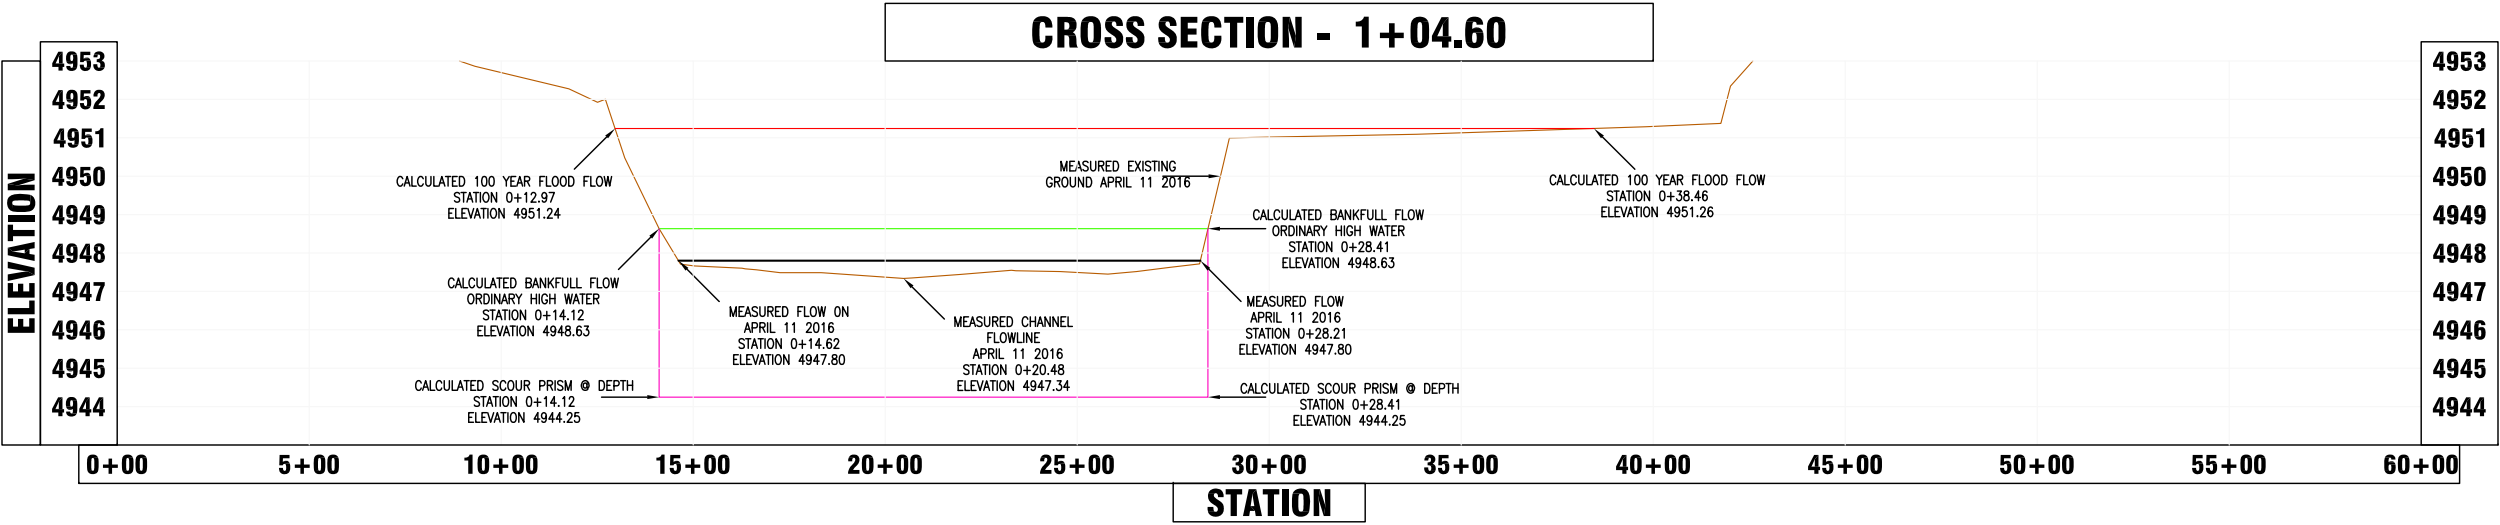 CROSS SECTION - 1+04.60
ELEVATION
4953
4952
4951
4950
4949
4948
4947
4946
4945
4944
4953
4952
4951
4950
4949
4948
4947
4946
4945
4944
CALCULATED 100 YEAR FLOOD FLOW
STATION 0+12.97
ELEVATION 4951.24
MEASURED EXISTING
GROUND APRIL 11 2016
CALCULATED 100 YEAR FLOOD FLOW
STATION 0+38.46
ELEVATION 4951.26
CALCULATED BANKFULL FLOW
ORDINARY HIGH WATER
STATION 0+28.41
ELEVATION 4948.63
CALCULATED BANKFULL FLOW
ORDINARY HIGH WATER
STATION 0+14.12
ELEVATION 4948.63
MEASURED FLOW ON
APRIL 11 2016
STATION 0+14.62
ELEVATION 4947.80
MEASURED CHANNEL
FLOWLINE
APRIL 11 2016
STATION 0+20.48
ELEVATION 4947.34
MEASURED FLOW
APRIL 11 2016
STATION 0+28.21
ELEVATION 4947.80
CALCULATED SCOUR PRISM @ DEPTH
STATION 0+14.12
ELEVATION 4944.25
CALCULATED SCOUR PRISM @ DEPTH
STATION 0+28.41
ELEVATION 4944.25
0+00 5+00 10+00 15+00 20+00 25+00 30+00 35+00 40+00 45+00 50+00 55+00 60+00
STATION